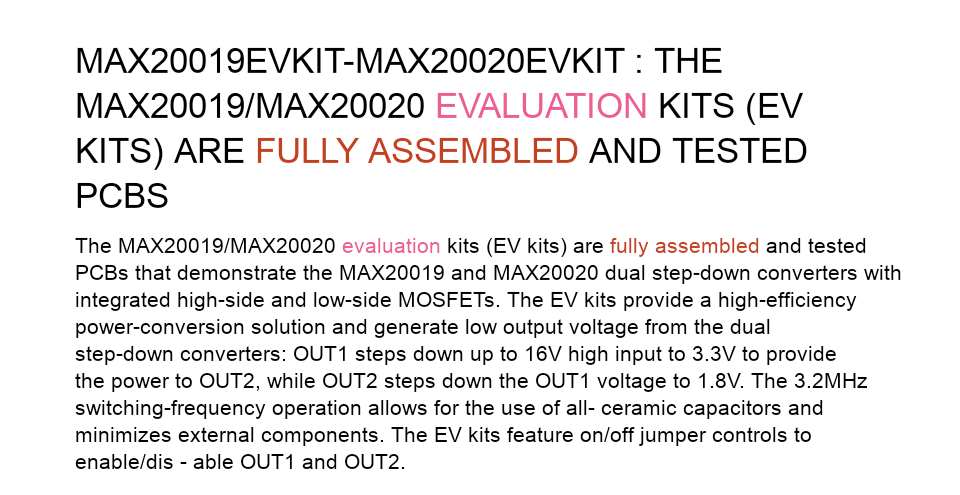 MAX20019EVKIT-MAX20020EVKIT : THE
MAX20019/MAX20020 EVALUATION KITS (EV
KITS) ARE FULLY ASSEMBLED AND TESTED
PCBS
The MAX20019/MAX20020 evaluation kits (EV kits) are fully assembled and tested
PCBs that demonstrate the MAX20019 and MAX20020 dual step-down converters with
integrated high-side and low-side MOSFETs. The EV kits provide a high-efficiency
power-conversion solution and generate low output voltage from the dual
step-down converters: OUT1 steps down up to 16V high input to 3.3V to provide
the power to OUT2, while OUT2 steps down the OUT1 voltage to 1.8V. The 3.2MHz
switching-frequency operation allows for the use of all- ceramic capacitors and
minimizes external components. The EV kits feature on/off jumper controls to
enable/dis - able OUT1 and OUT2.